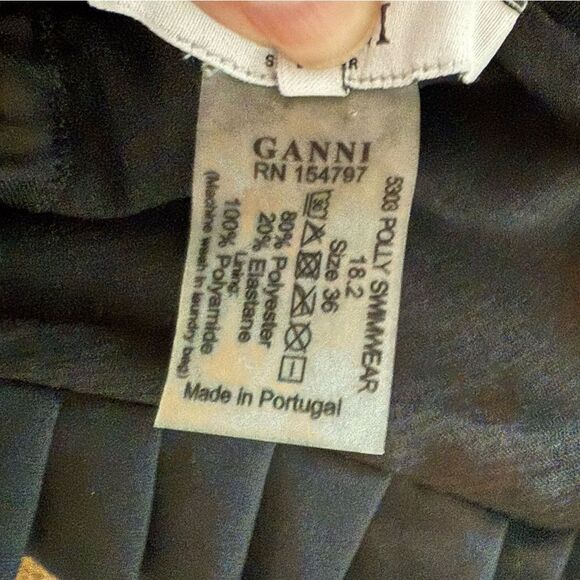 GANNI
RN 154797
5303 POLLY SWIMWEAR
18.2
Size 36
80% Polyester
20% Elastane
Lining:
100% Polyamide
(Machine wash in laundry bag)
Made in Portugal